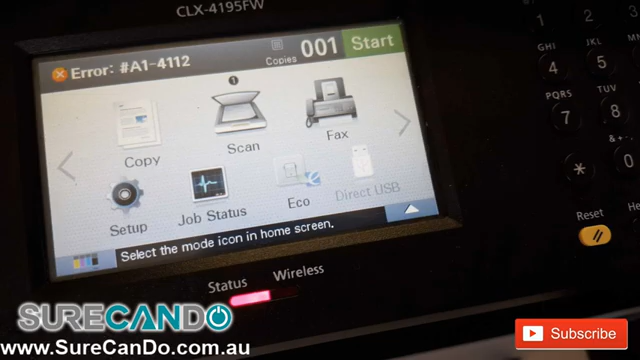 CLX-4195FW
Error: #A1-4112
Copies 001 Start
1
Copy Scan Fax
Setup Job Status Eco Direct USB
Select the mode icon in home screen.
Status Wireless
1 2
GHI JKL
4 5
PQRS TUV
7 8
* 0
Reset
SURECANDO
www.SureCanDo.com.au
Subscribe